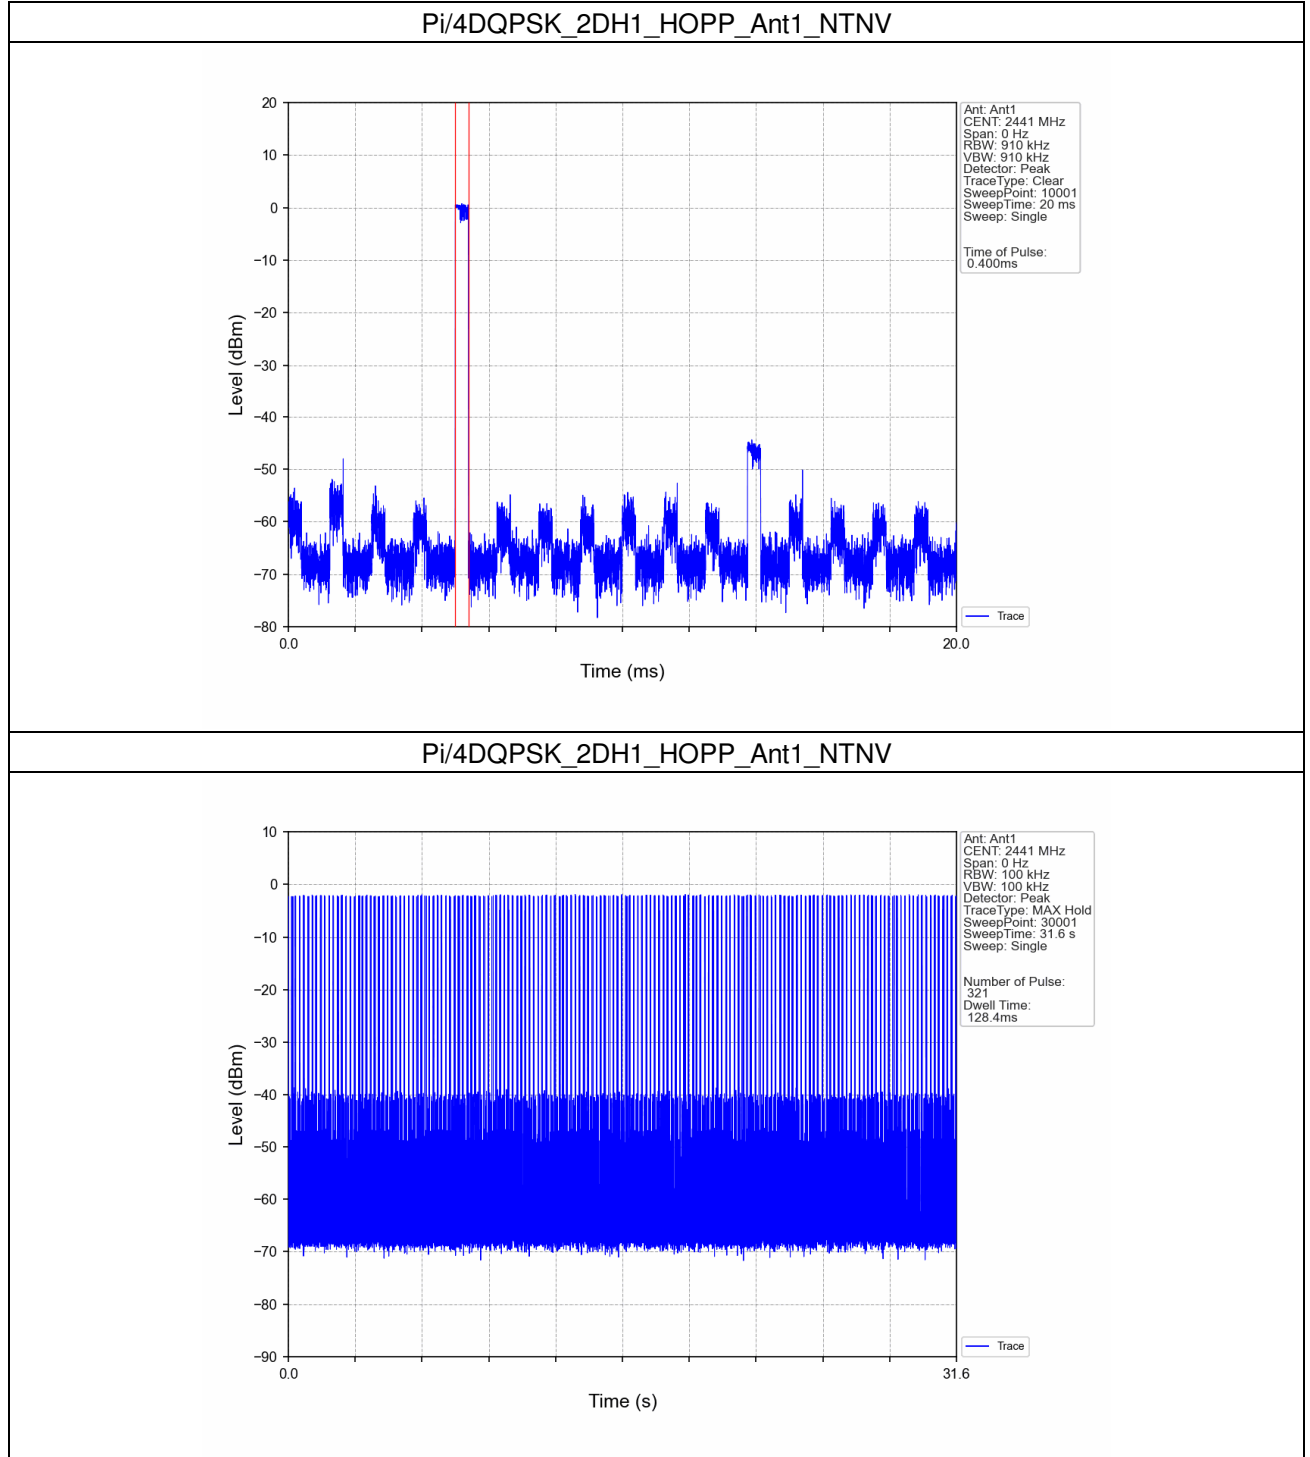 Pi/4DQPSK_2DH1_HOPP_Ant1_NTNV
20
10
0
−10
−20
−30
−40
−50
−60
−70
−80
Level (dBm)
0.0
20.0
Time (ms)
Ant: Ant1
CENT: 2441 MHz
Span: 0 Hz
RBW: 910 kHz
VBW: 910 kHz
Detector: Peak
TraceType: Clear
SweepPoint: 10001
SweepTime: 20 ms
Sweep: Single
Time of Pulse:
0.400ms
Trace
Pi/4DQPSK_2DH1_HOPP_Ant1_NTNV
10
0
−10
−20
−30
−40
−50
−60
−70
−80
−90
Level (dBm)
0.0
31.6
Time (s)
Ant: Ant1
CENT: 2441 MHz
Span: 0 Hz
RBW: 100 kHz
VBW: 100 kHz
Detector: Peak
TraceType: MAX Hold
SweepPoint: 30001
SweepTime: 31.6 s
Sweep: Single
Number of Pulse:
321
Dwell Time:
128.4ms
Trace